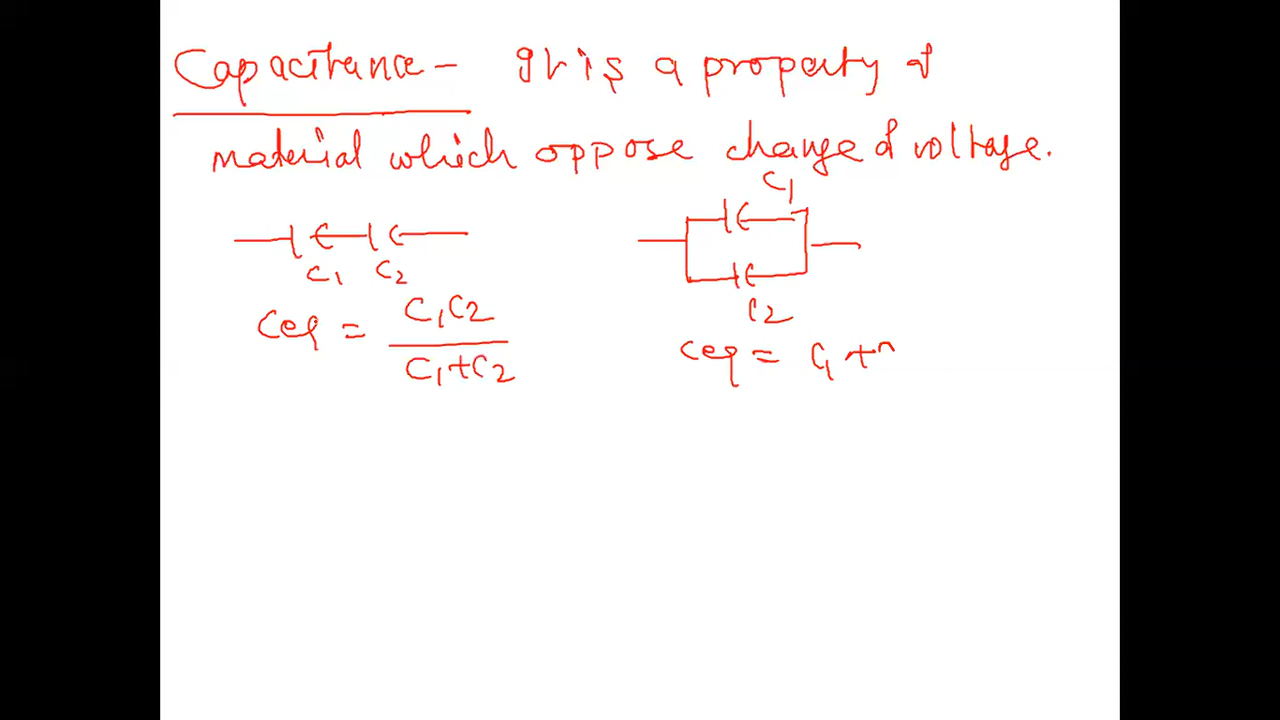 Capacitance - It is a property of
material which oppose change of voltage.
C1 C2
Ceq = C1C2 / C1+C2
C1
C2
Ceq = C1 +